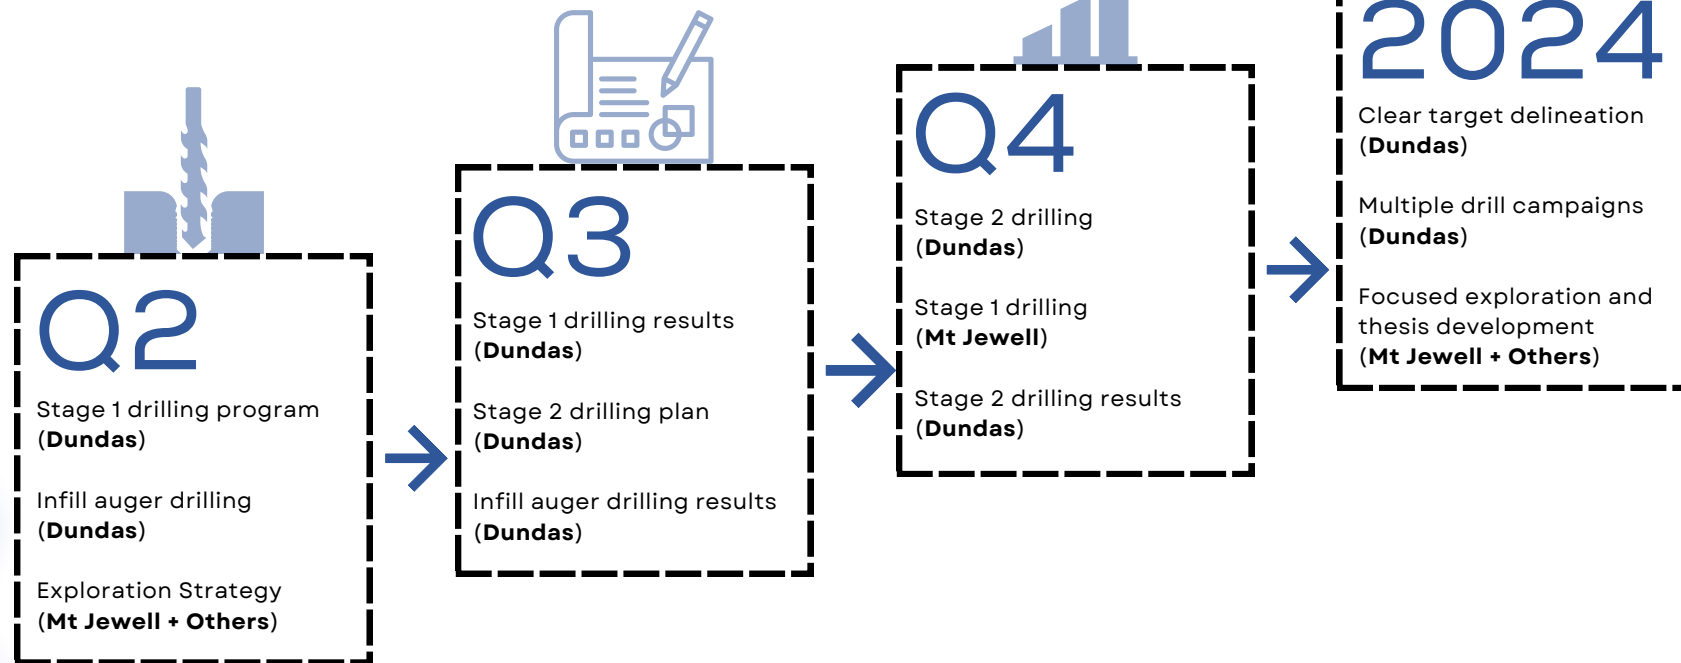 Q2
Stage 1 drilling program
(Dundas)
Infill auger drilling
(Dundas)
Exploration Strategy
(Mt Jewell + Others)
Q3
Stage 1 drilling results
(Dundas)
Stage 2 drilling plan
(Dundas)
Infill auger drilling results
(Dundas)
Q4
Stage 2 drilling
(Dundas)
Stage 1 drilling
(Mt Jewell)
Stage 2 drilling results
(Dundas)
2024
Clear target delineation
(Dundas)
Multiple drill campaigns
(Dundas)
Focused exploration and
thesis development
(Mt Jewell + Others)